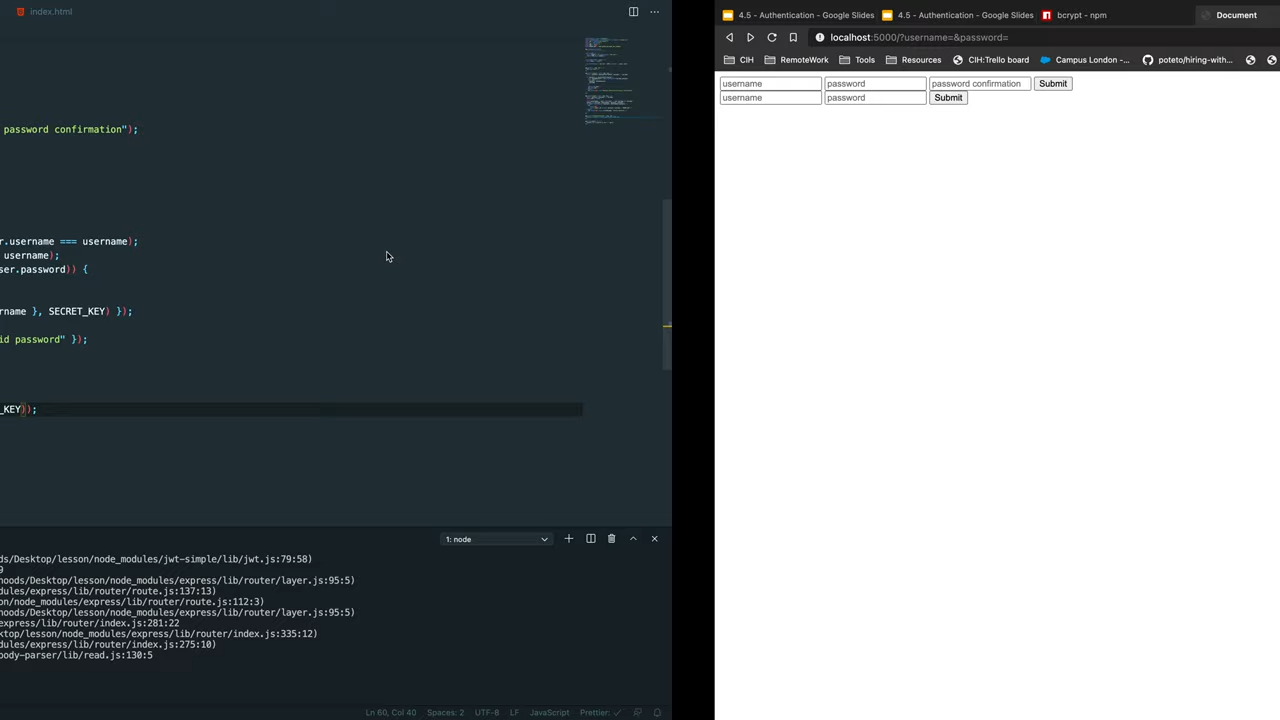 index.html
password confirmation");
r.username === username);
username);
ser.password)) {
rname }, SECRET_KEY) });
id password" });
_KEY));
1: node
ds/Desktop/lesson/node_modules/jwt-simple/lib/jwt.js:79:58)
9
hoods/Desktop/lesson/node_modules/express/lib/router/layer.js:95:5)
dules/express/lib/router/route.js:137:13)
on/node_modules/express/lib/router/route.js:112:3)
hoods/Desktop/lesson/node_modules/express/lib/router/layer.js:95:5)
express/lib/router/index.js:281:22
ktop/lesson/node_modules/express/lib/router/index.js:335:12)
dules/express/lib/router/index.js:275:10)
body-parser/lib/read.js:130:5
Ln 60, Col 40 Spaces: 2 UTF-8 LF JavaScript Prettier: ✓
4.5 - Authentication - Google Slides 4.5 - Authentication - Google Slides bcrypt - npm Document
localhost:5000/?username=&password=
CIH RemoteWork Tools Resources CIH:Trello board Campus London -... poteto/hiring-with...
username password password confirmation Submit
username password Submit